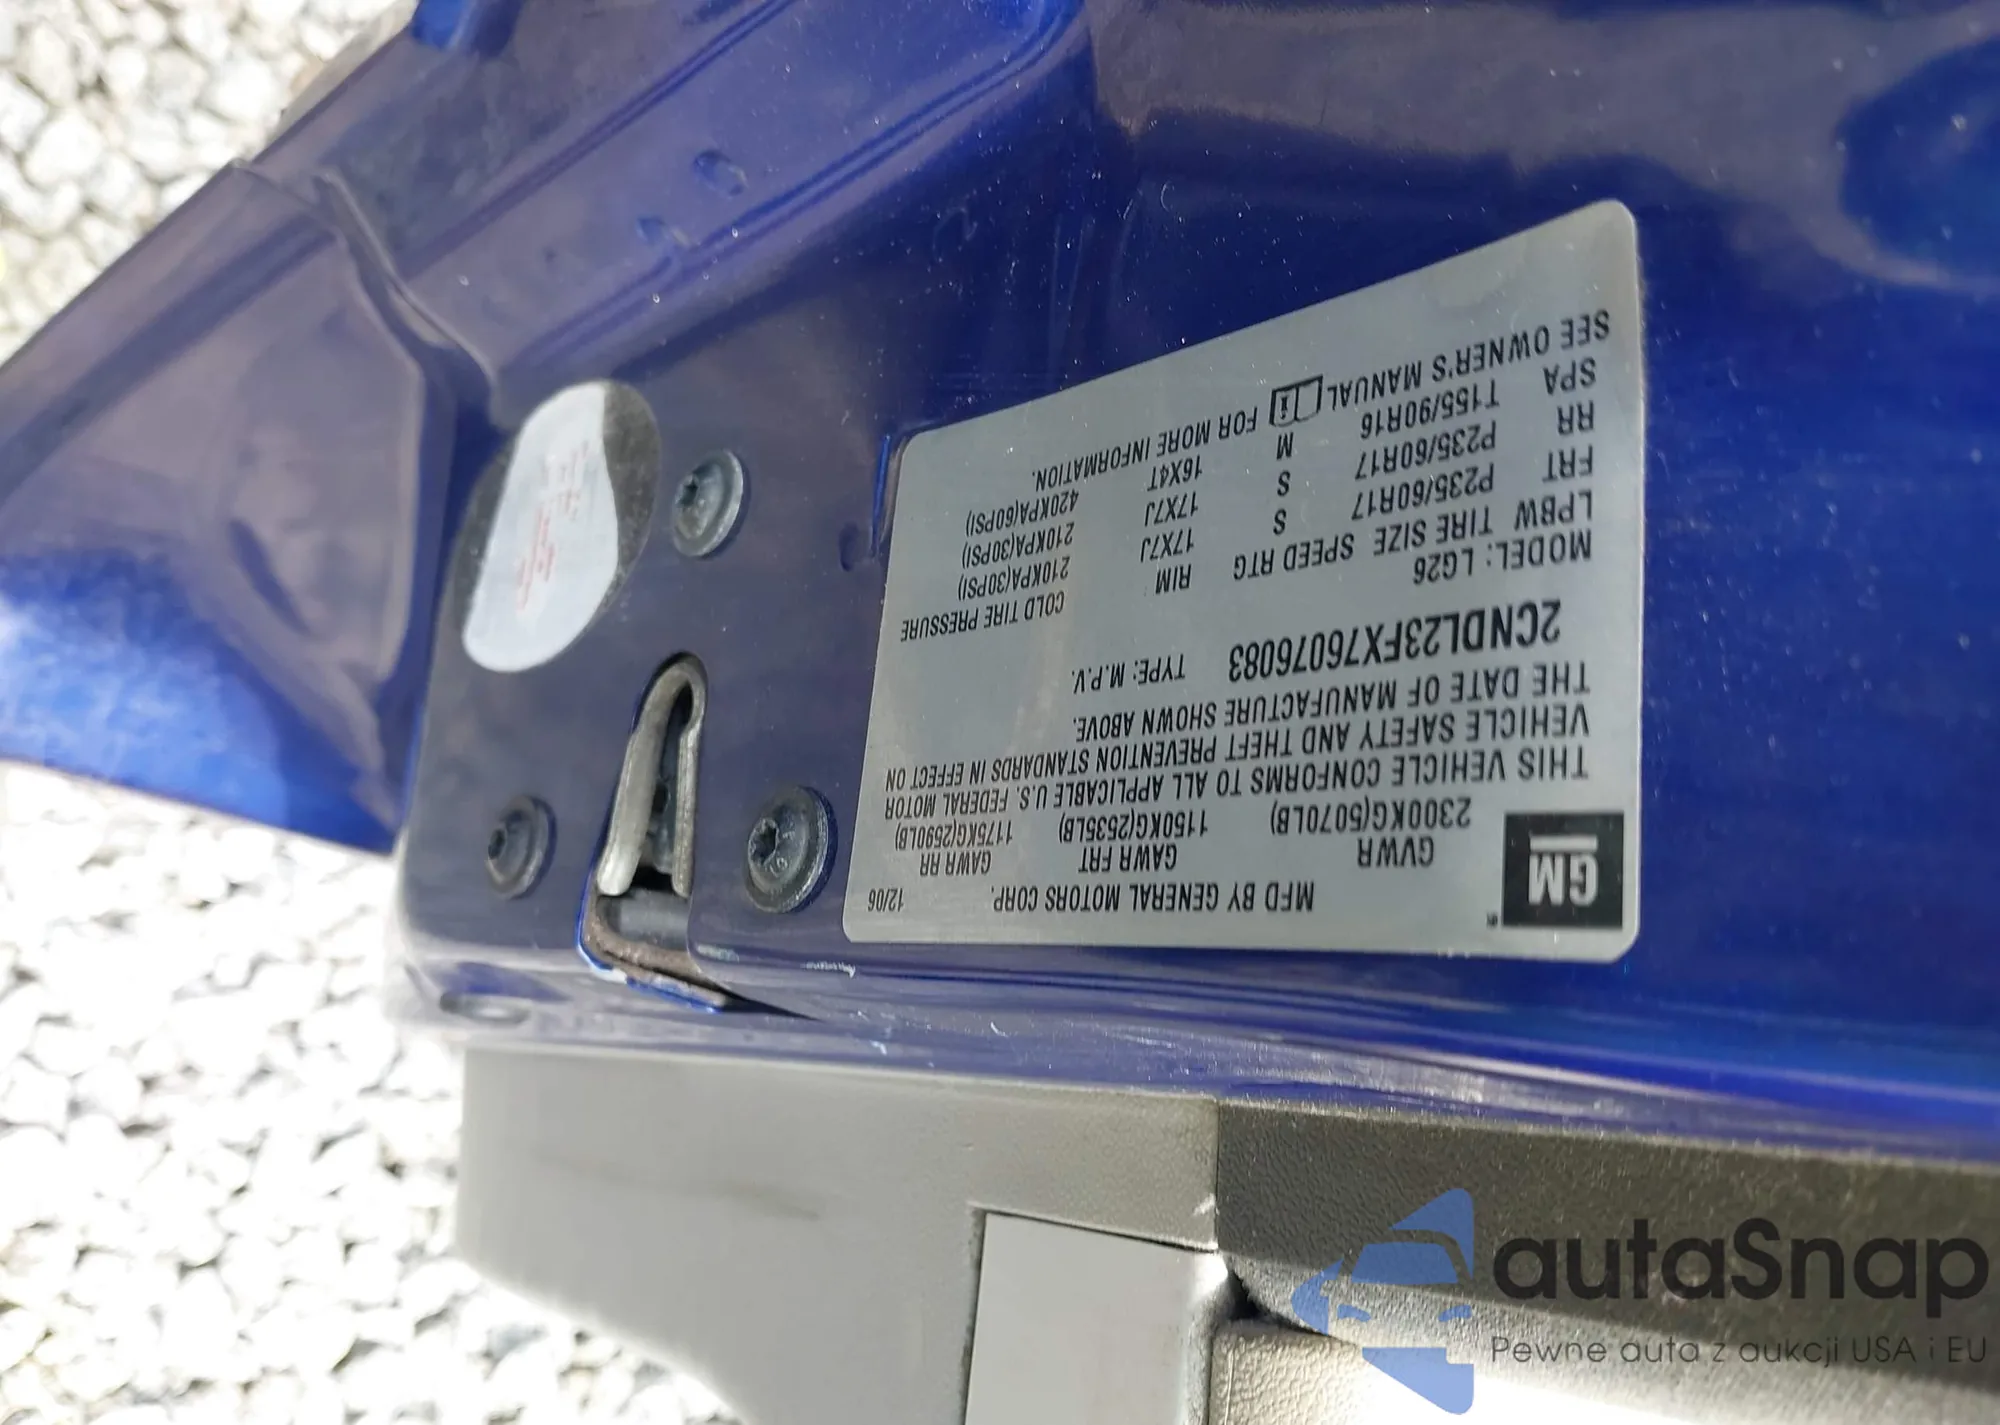 GM
MFD BY GENERAL MOTORS CORP. 12/06
GVWR GAWR FRT GAWR RR
2300KG(5070LB) 1150KG(2535LB) 1175KG(2590LB)
THIS VEHICLE CONFORMS TO ALL APPLICABLE U.S. FEDERAL MOTOR
VEHICLE SAFETY AND THEFT PREVENTION STANDARDS IN EFFECT ON
THE DATE OF MANUFACTURE SHOWN ABOVE.
2CNDL23FX76076083 TYPE: M.P.V.
MODEL: LG26
LPBW TIRE SIZE SPEED RTG RIM COLD TIRE PRESSURE
FRT P235/60R17 S 17X7J 210KPA(30PSI)
RR P235/60R17 S 17X7J 210KPA(30PSI)
SPA T155/90R16 M 16X4T 420KPA(60PSI)
SEE OWNER'S MANUAL FOR MORE INFORMATION.
autaSnap
Pewne auta z aukcji USA i EU